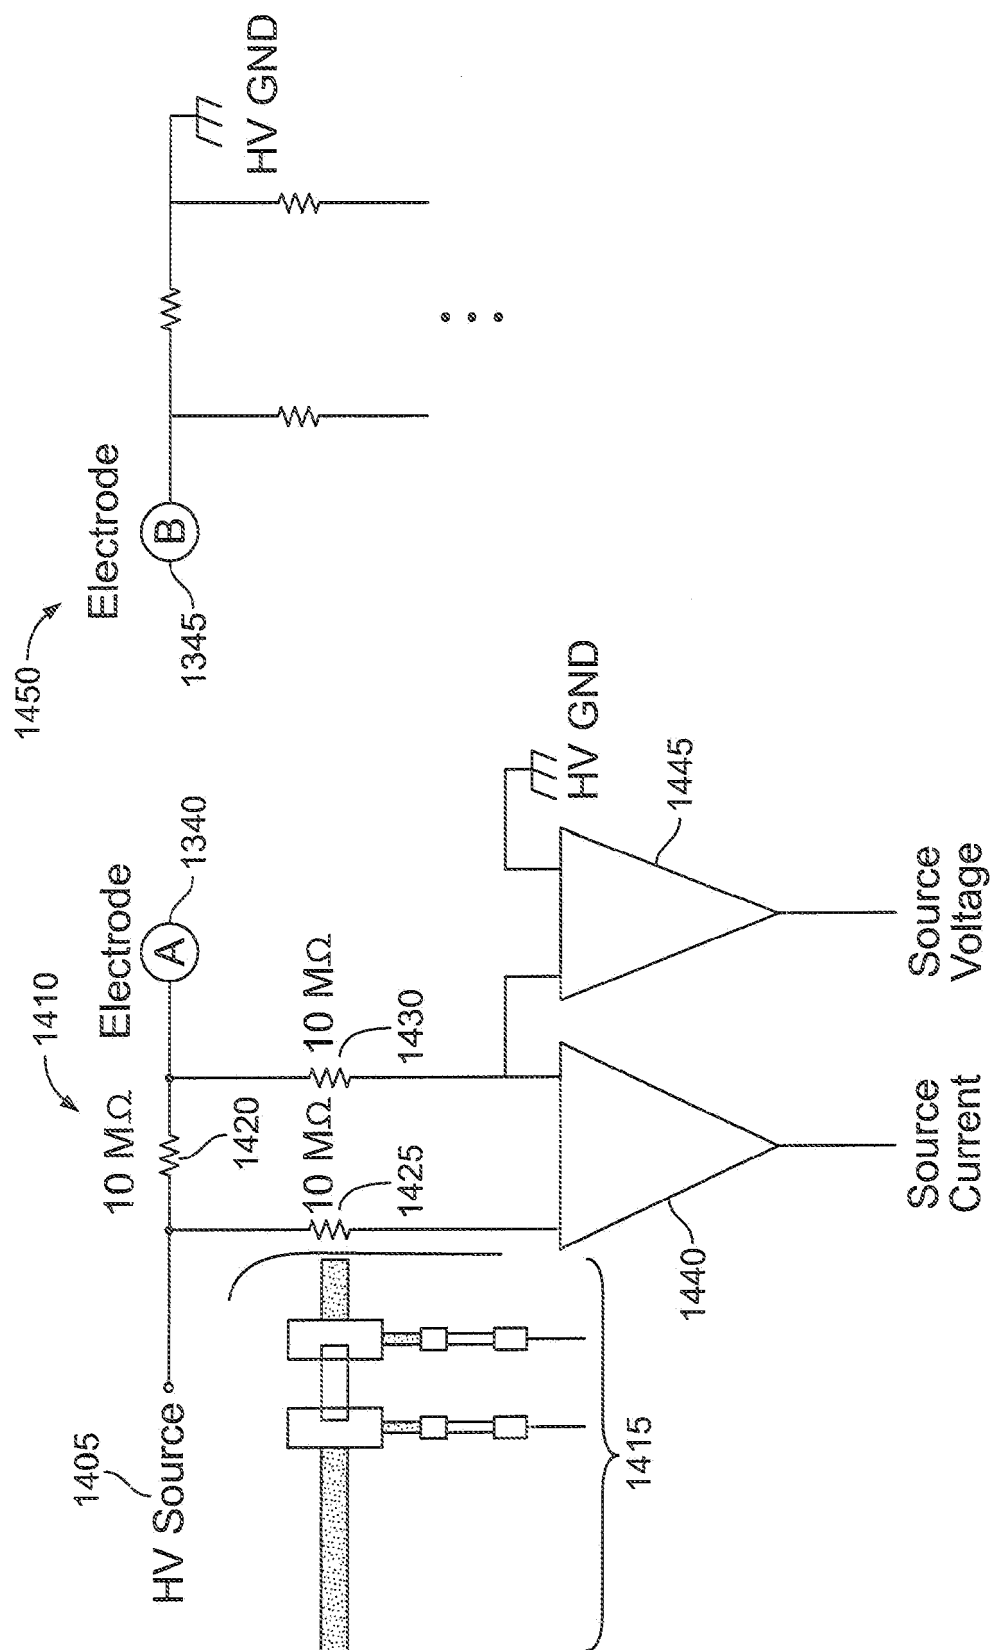 1405
HV Source
1410
10 MΩ
1420
Electrode
A
1340
10 MΩ
1425
10 MΩ
1430
1415
1440
Source
Current
HV GND
1445
Source
Voltage
1450
Electrode
B
1345
HV GND